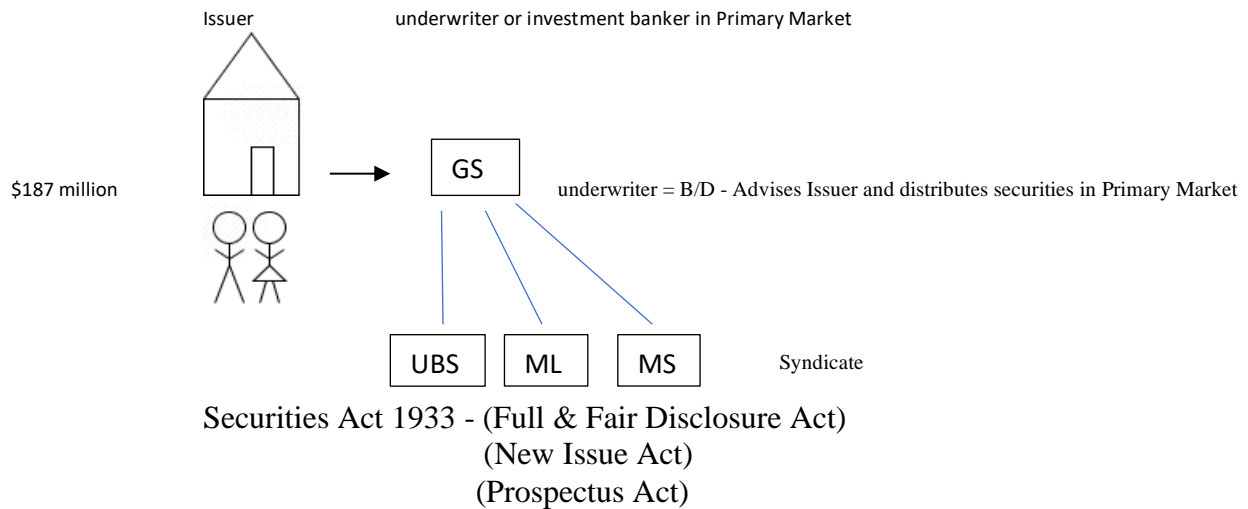 Issuer underwriter or investment banker in Primary Market
$187 million
GS
underwriter = B/D - Advises Issuer and distributes securities in Primary Market
UBS ML MS Syndicate
Securities Act 1933 - (Full & Fair Disclosure Act)
(New Issue Act)
(Prospectus Act)